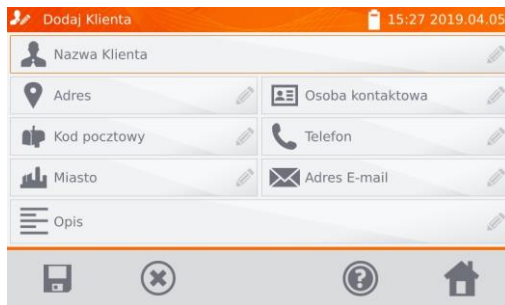 Dodaj Klienta 15:27 2019.04.05
Nazwa Klienta
Adres Osoba kontaktowa
Kod pocztowy Telefon
Miasto Adres E-mail
Opis